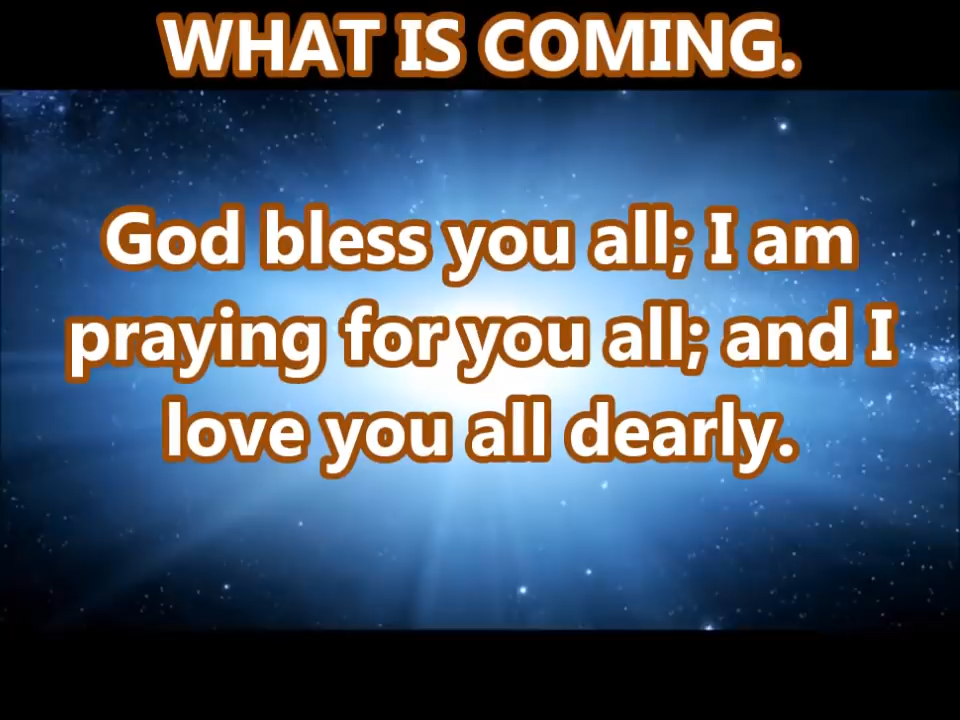 WHAT IS COMING.
God bless you all; I am
praying for you all; and I
love you all dearly.